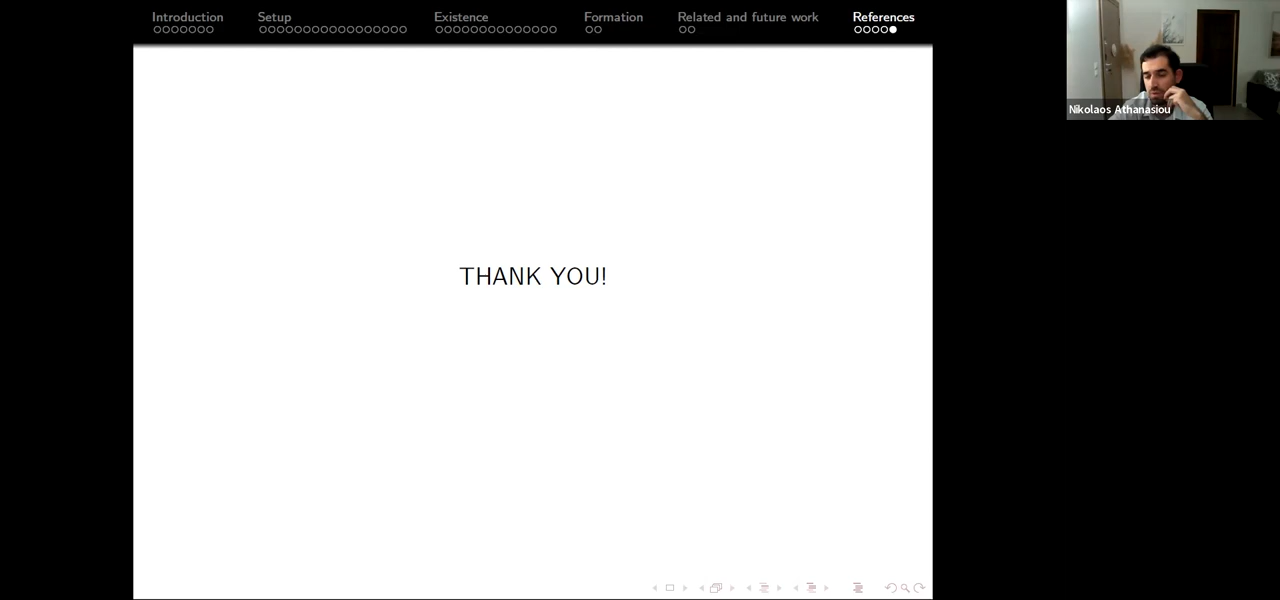 Introduction Setup Existence Formation Related and future work References
THANK YOU!
Nikolaos Athanasiou